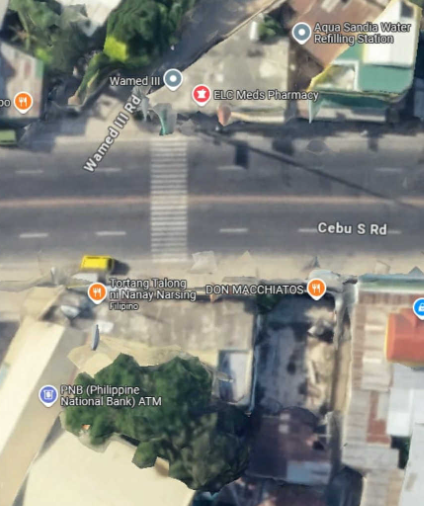 Aqua Sandia Water
Refilling Station
Wamed III
ELC Meds Pharmacy
Wamed III Rd
Cebu S Rd
Tortang Talong
ni Nanay Narsing
Filipino
DON MACCHIATOS
PNB (Philippine
National Bank) ATM